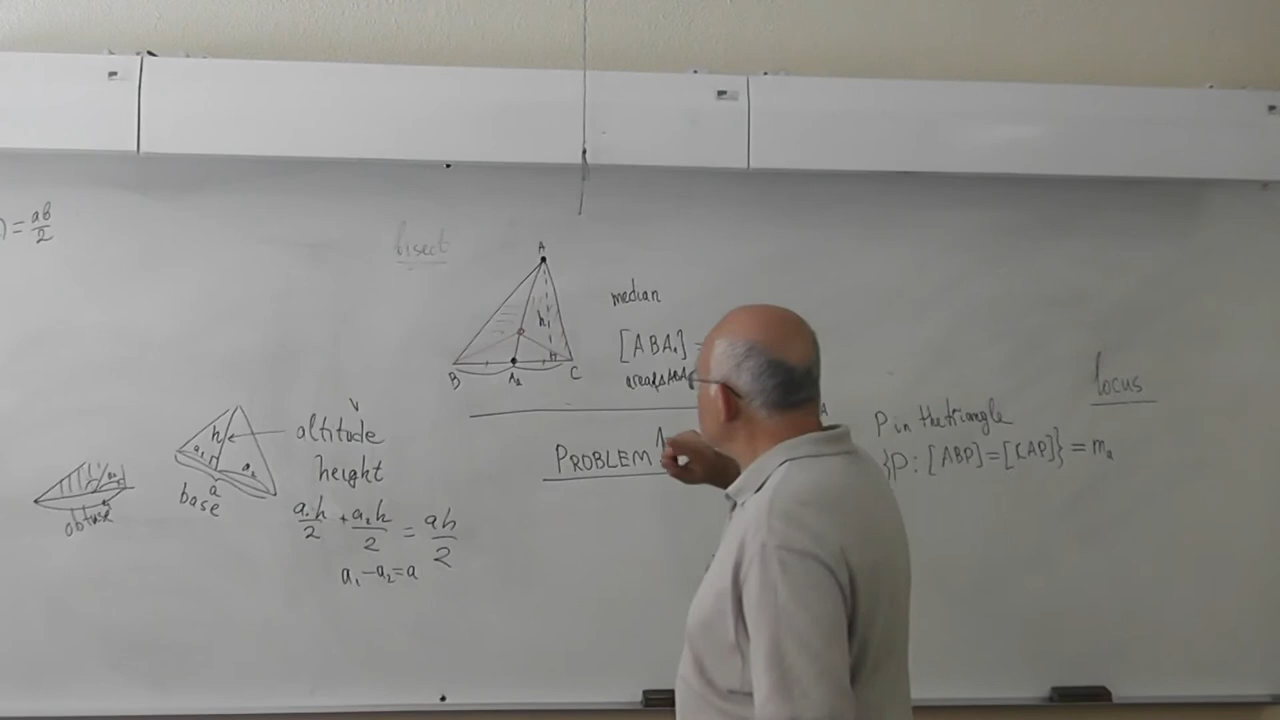 ) = ab/2
bisect
A
h₁
B A₁ H C
median
[ABA₁] =
PROBLEM 1
A
P in the triangle
{P : [ABP] = [CAP]} = mₐ
locus
h
a₁ a₂
a
base
altitude
height
a₁h/2 + a₂h/2 = ah/2
a₁ - a₂ = a
obtuse